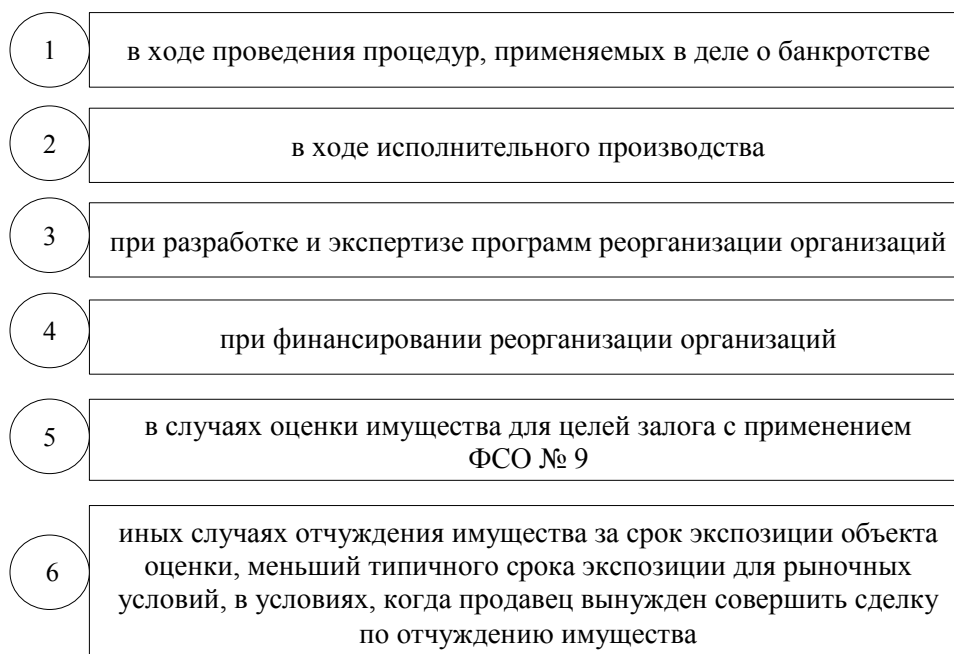 1
в ходе проведения процедур, применяемых в деле о банкротстве
2
в ходе исполнительного производства
3
при разработке и экспертизе программ реорганизации организаций
4
при финансировании реорганизации организаций
5
в случаях оценки имущества для целей залога с применением
ФСО № 9
6
иных случаях отчуждения имущества за срок экспозиции объекта
оценки, меньший типичного срока экспозиции для рыночных
условий, в условиях, когда продавец вынужден совершить сделку
по отчуждению имущества